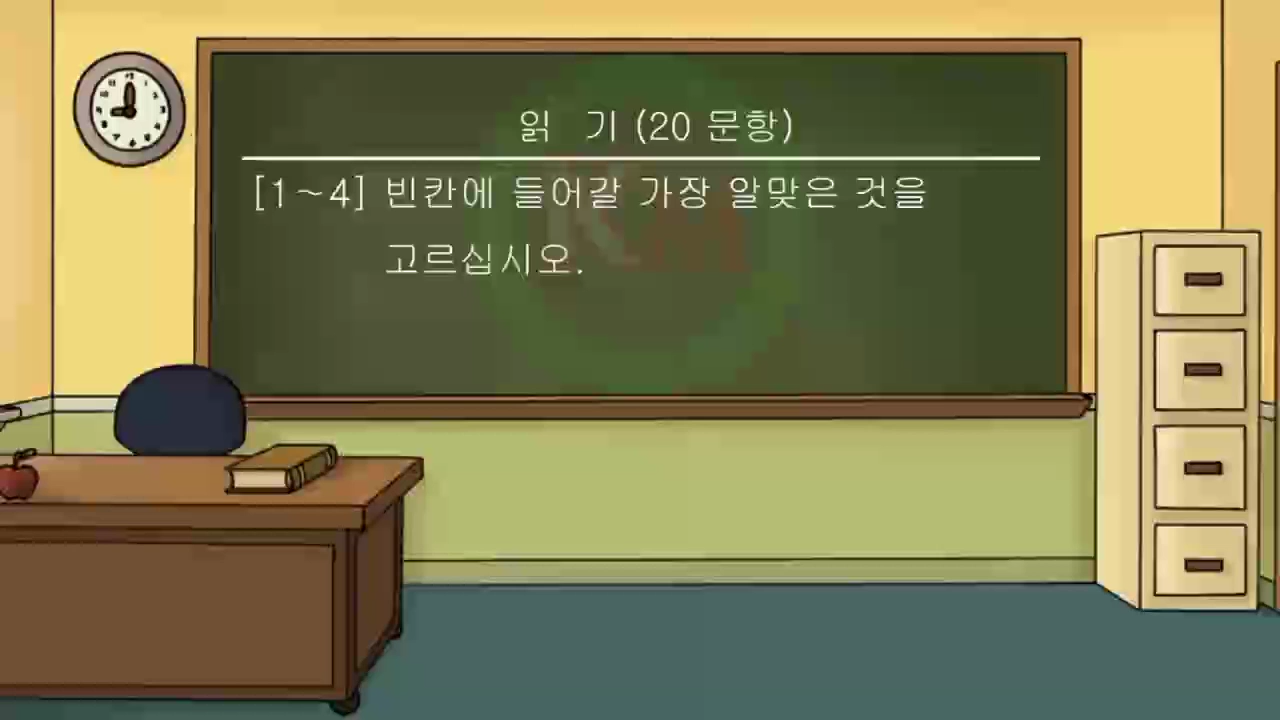 읽 기 (20 문항)
[1～4] 빈칸에 들어갈 가장 알맞은 것을
고르십시오.